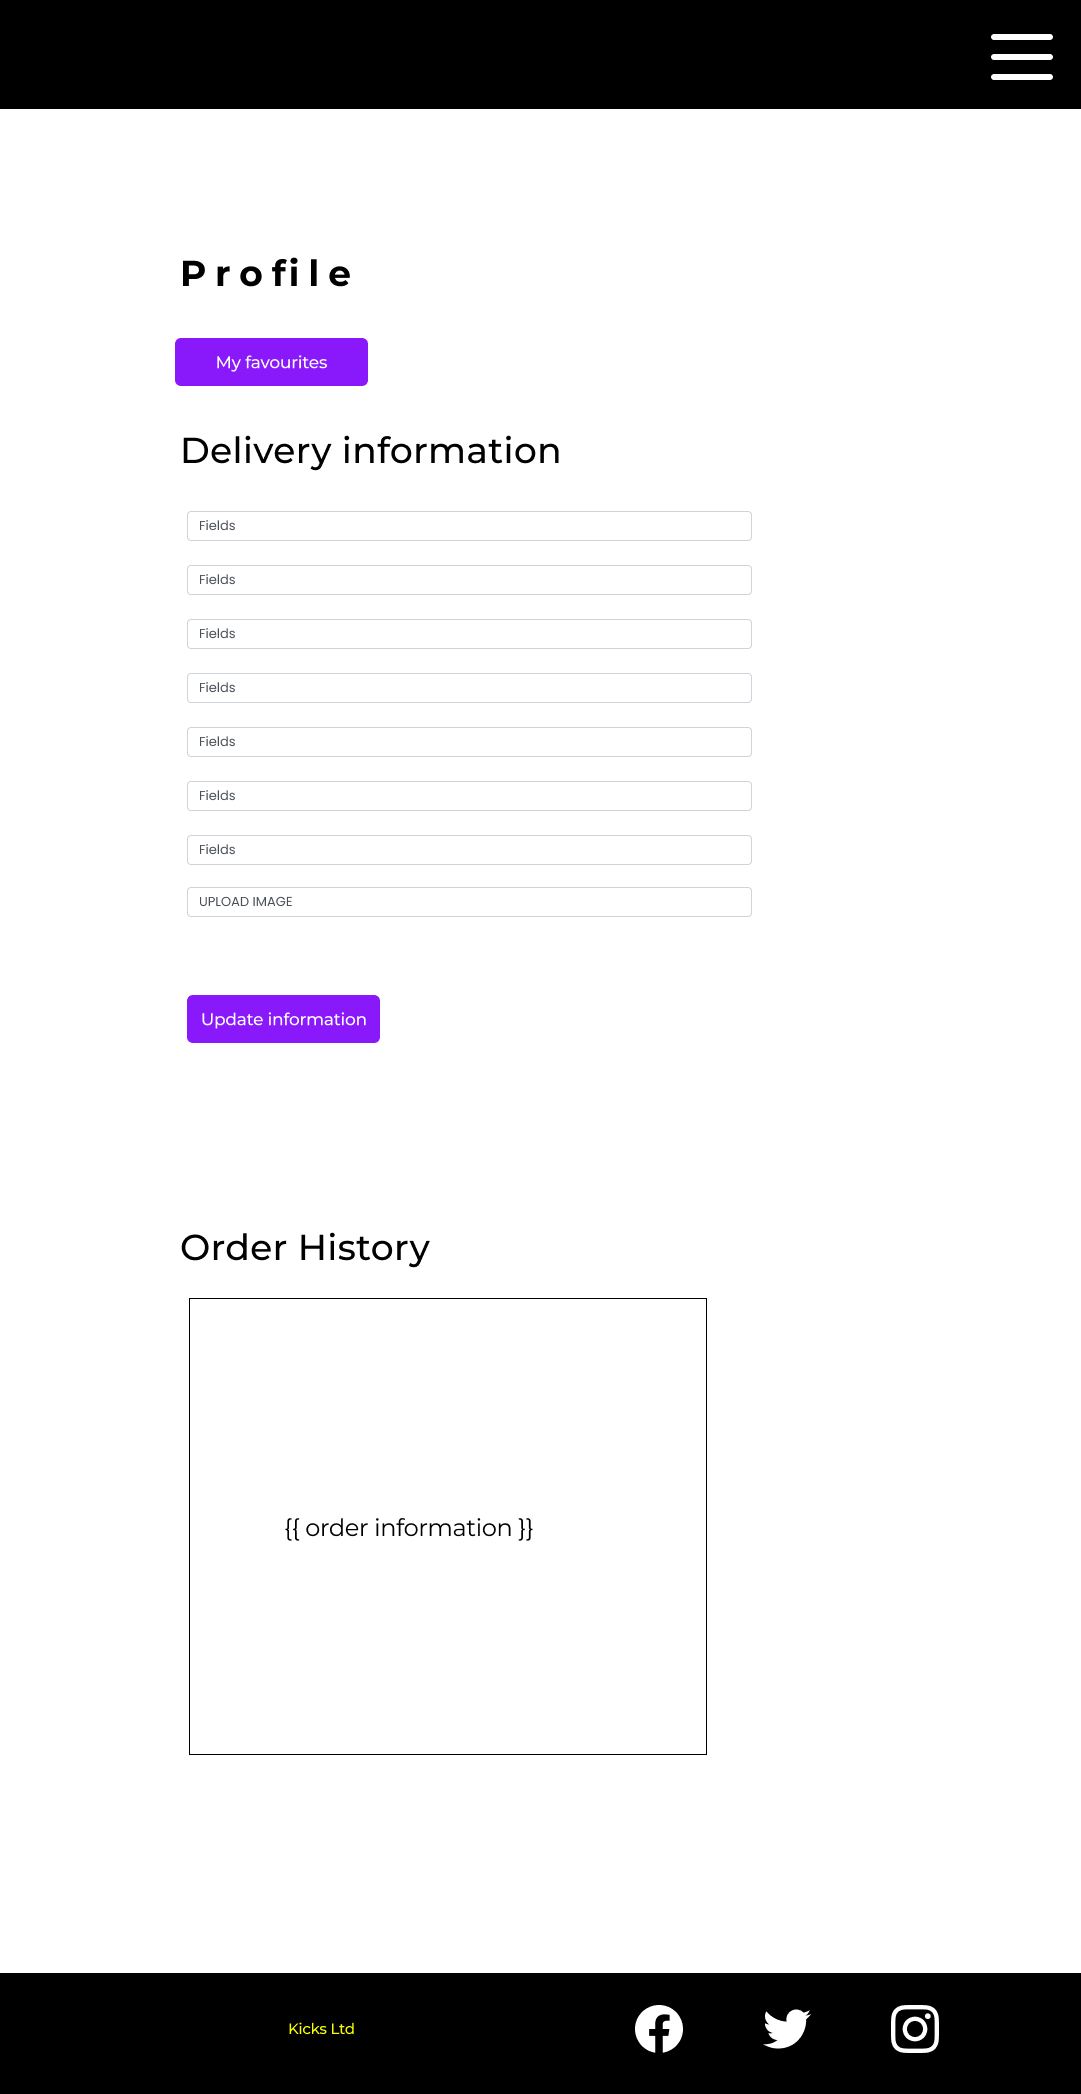 Profile
My favourites
Delivery information
Fields
Fields
Fields
Fields
Fields
Fields
Fields
UPLOAD IMAGE
Update information
Order History
{{ order information }}
Kicks Ltd